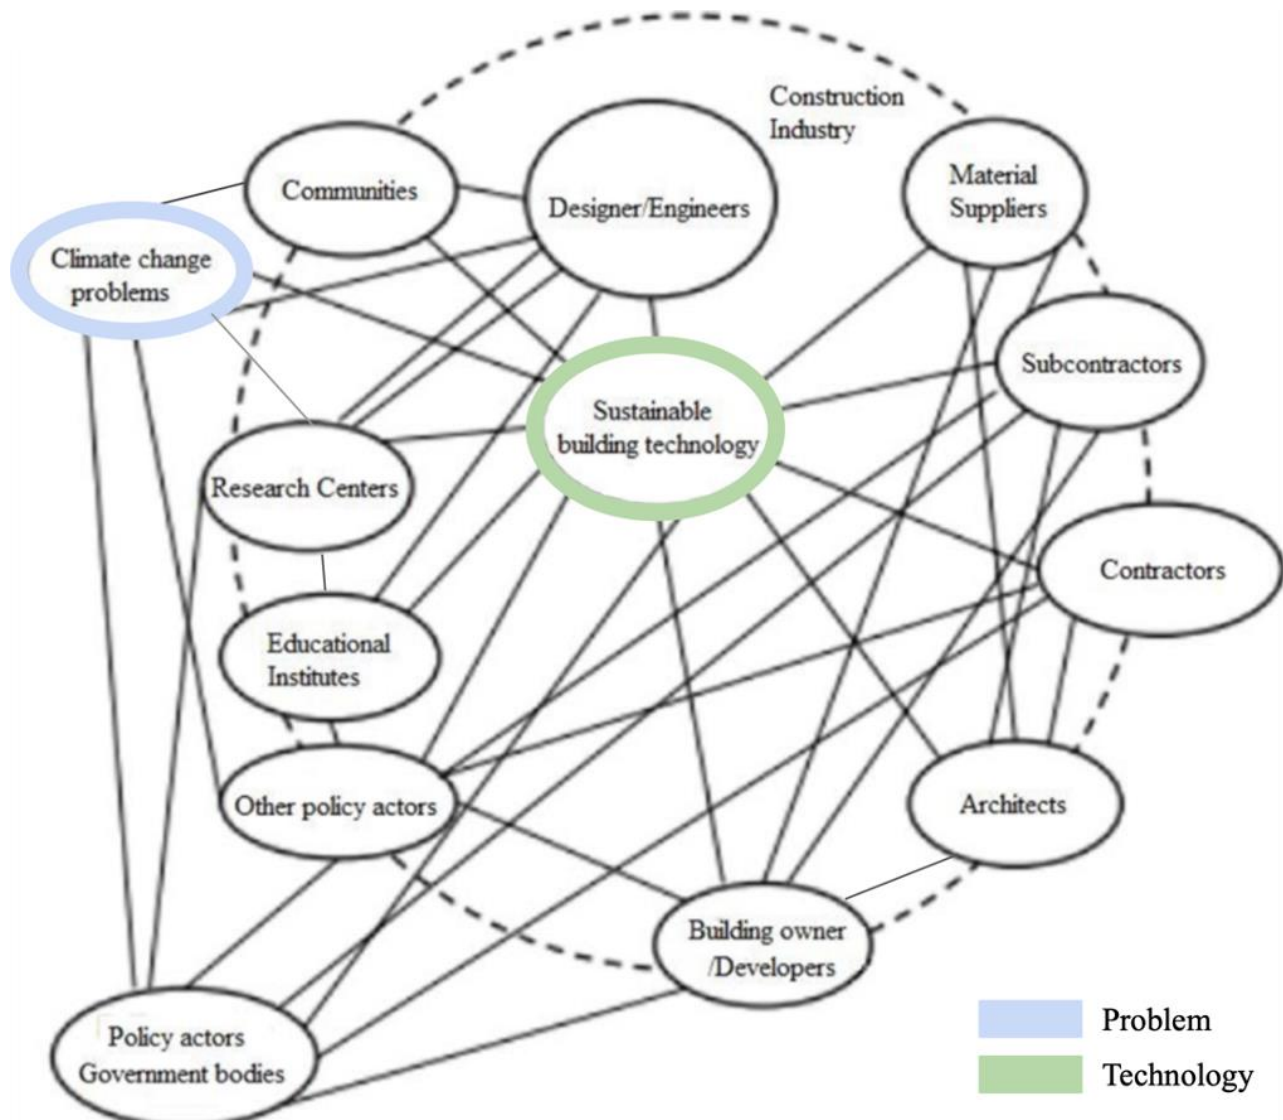 Construction
Industry
Communities
Designer/Engineers
Material
Suppliers
Climate change
problems
Subcontractors
Sustainable
building technology
Research Centers
Contractors
Educational
Institutes
Other policy actors
Architects
Building owner
/Developers
Policy actors
Government bodies
Problem
Technology